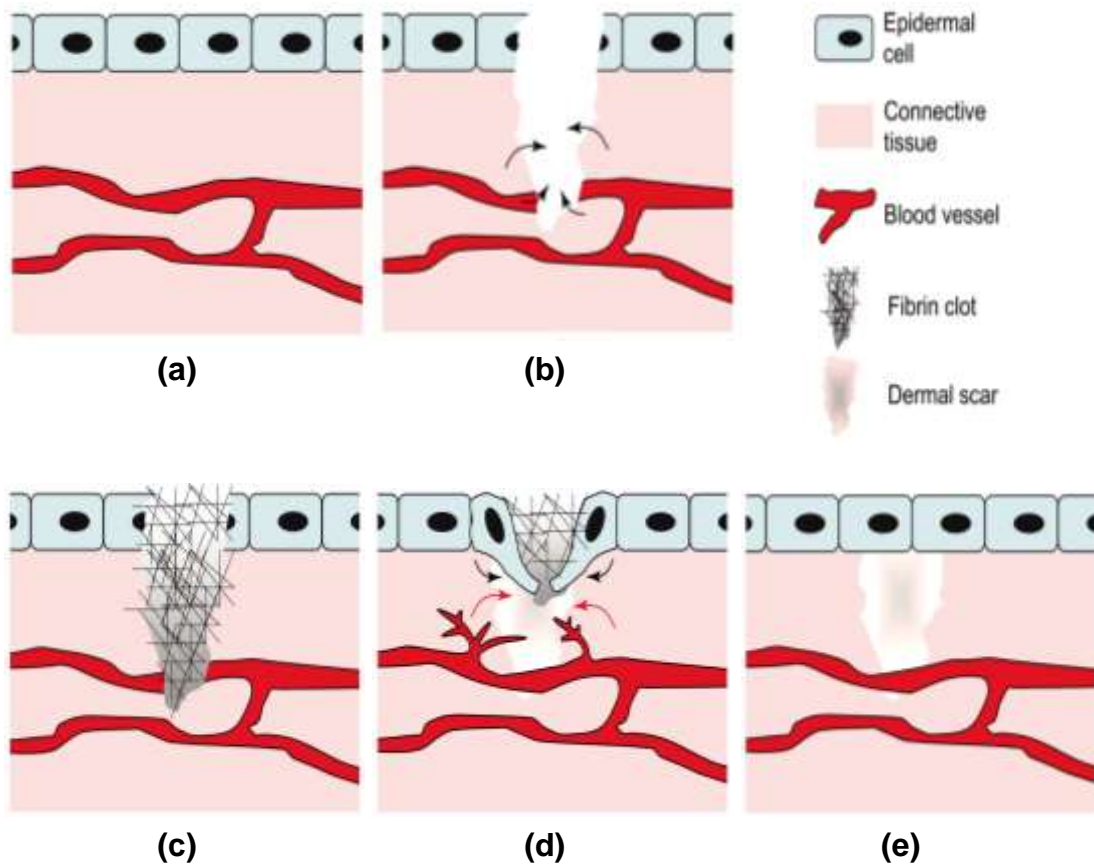 Epidermal
cell
Connective
tissue
Blood vessel
Fibrin clot
Dermal scar
(a)
(b)
(c)
(d)
(e)